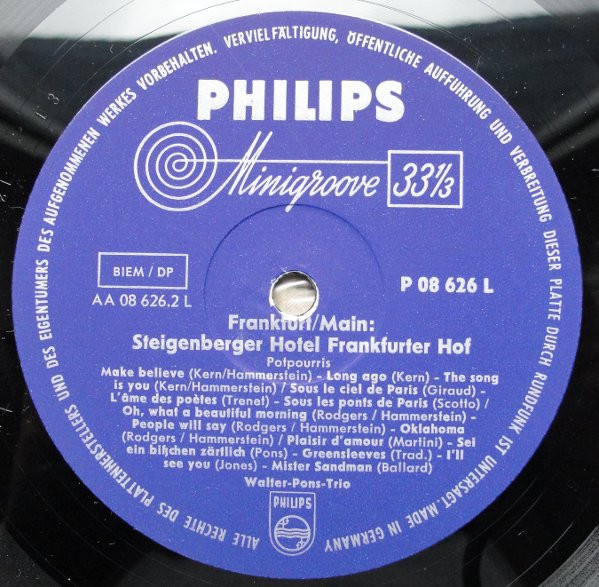 ALLE RECHTE DES PLATTENHERSTELLERS UND DES EIGENTÜMERS DES AUFGENOMMENEN WERKES VORBEHALTEN. VERVIELFÄLTIGUNG, ÖFFENTLICHE AUFFÜHRUNG UND VERBREITUNG DIESER PLATTE DURCH RUNDFUNK IST UNTERSAGT. MADE IN GERMANY
PHILIPS
Minigroove 33⅓
BIEM / DP
AA 08 626.2 L
P 08 626 L
Frankfurt/Main:
Steigenberger Hotel Frankfurter Hof
Potpourris
Make believe (Kern/Hammerstein) - Long ago (Kern) - The song
is you (Kern/Hammerstein) / Sous le ciel de Paris (Giraud) -
L'âme des poètes (Trenet) - Sous les ponts de Paris (Scotto) /
Oh, what a beautiful morning (Rodgers / Hammerstein) -
People will say (Rodgers / Hammerstein) - Oklahoma
(Rodgers / Hammerstein) / Plaisir d'amour (Martini) - Sei
ein bißchen zärtlich (Pons) - Greensleeves (Trad.) - I'll
see you (Jones) - Mister Sandman (Ballard)
Walter-Pons-Trio
PHILIPS